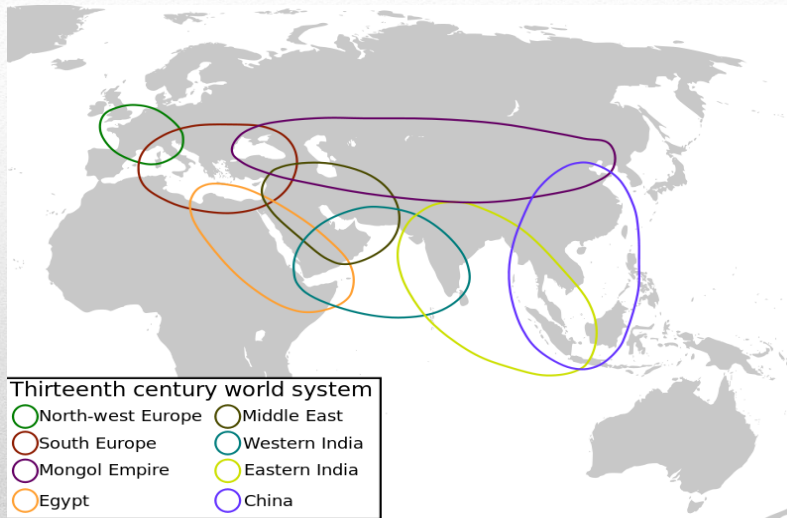 Thirteenth century world system
North-west Europe
Middle East
South Europe
Western India
Mongol Empire
Eastern India
Egypt
China